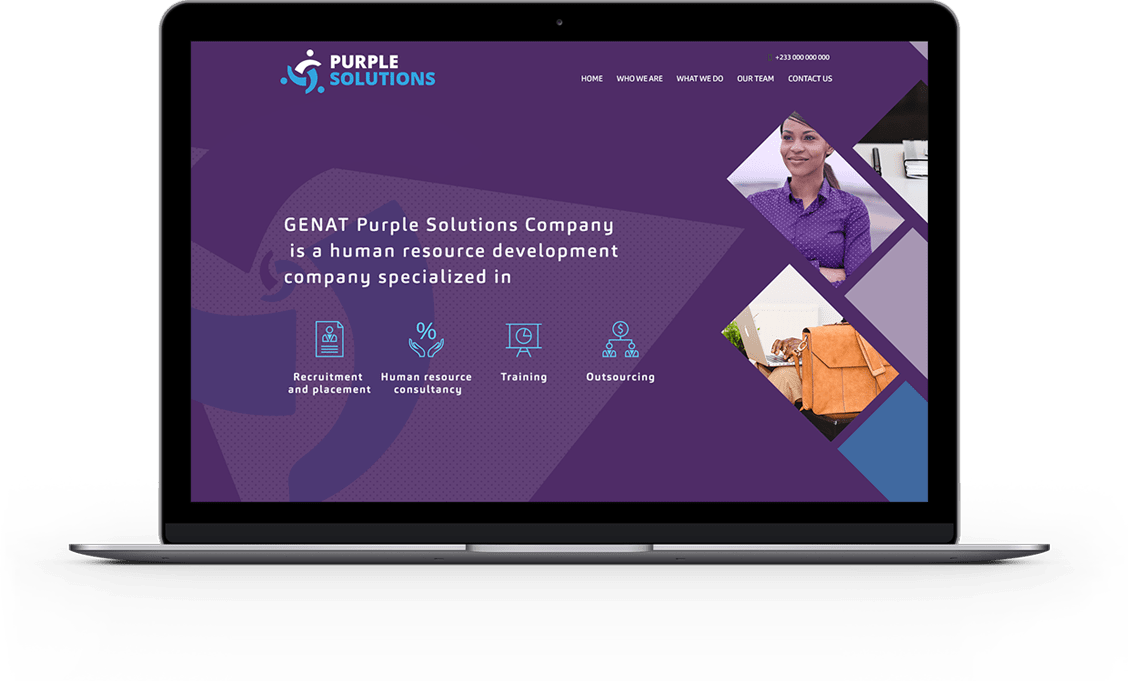 PURPLE
SOLUTIONS
+233 000 000 000
HOME WHO WE ARE WHAT WE DO OUR TEAM CONTACT US
GENAT Purple Solutions Company
is a human resource development
company specialized in
%
$
Recruitment
and placement
Human resource
consultancy
Training
Outsourcing